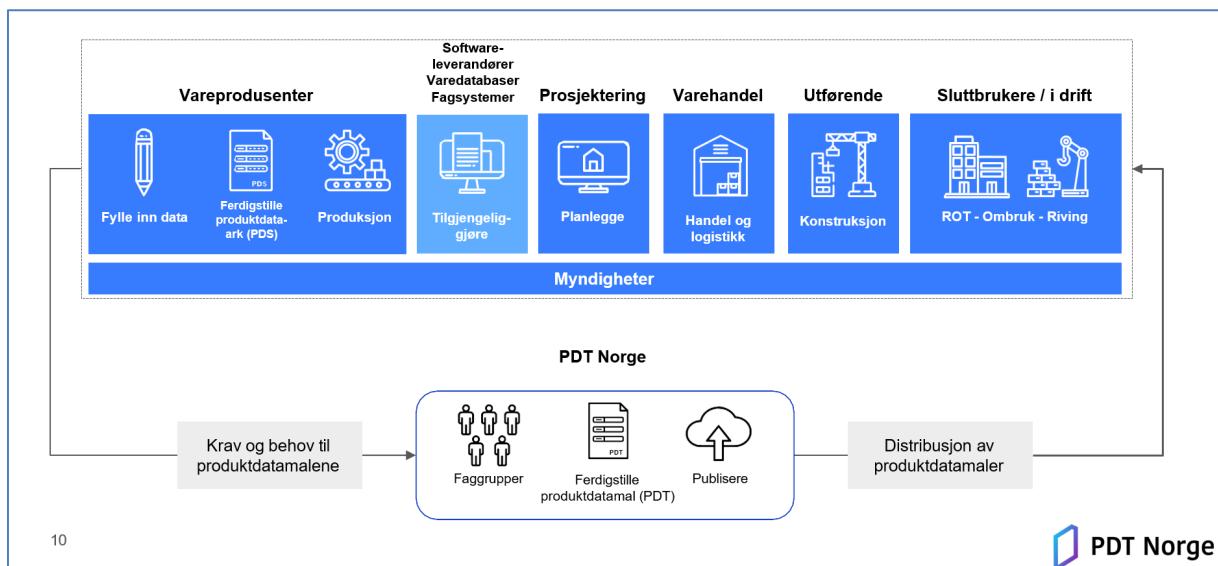 Vareprodusenter
Software-
leverandører
Varedatabaser
Fagsystemer
Prosjektering
Varehandel
Utførende
Sluttbrukere / i drift
Fylle inn data
PDS
Ferdigstille
produktdata-
ark (PDS)
Produksjon
Tilgjengelig-
gjøre
Planlegge
Handel og
logistikk
Konstruksjon
ROT - Ombruk - Riving
Myndigheter
PDT Norge
Krav og behov til
produktdatamalene
Faggrupper
PDT
Ferdigstille
produktdatamal (PDT)
Publisere
Distribusjon av
produktdatamaler
10
PDT Norge